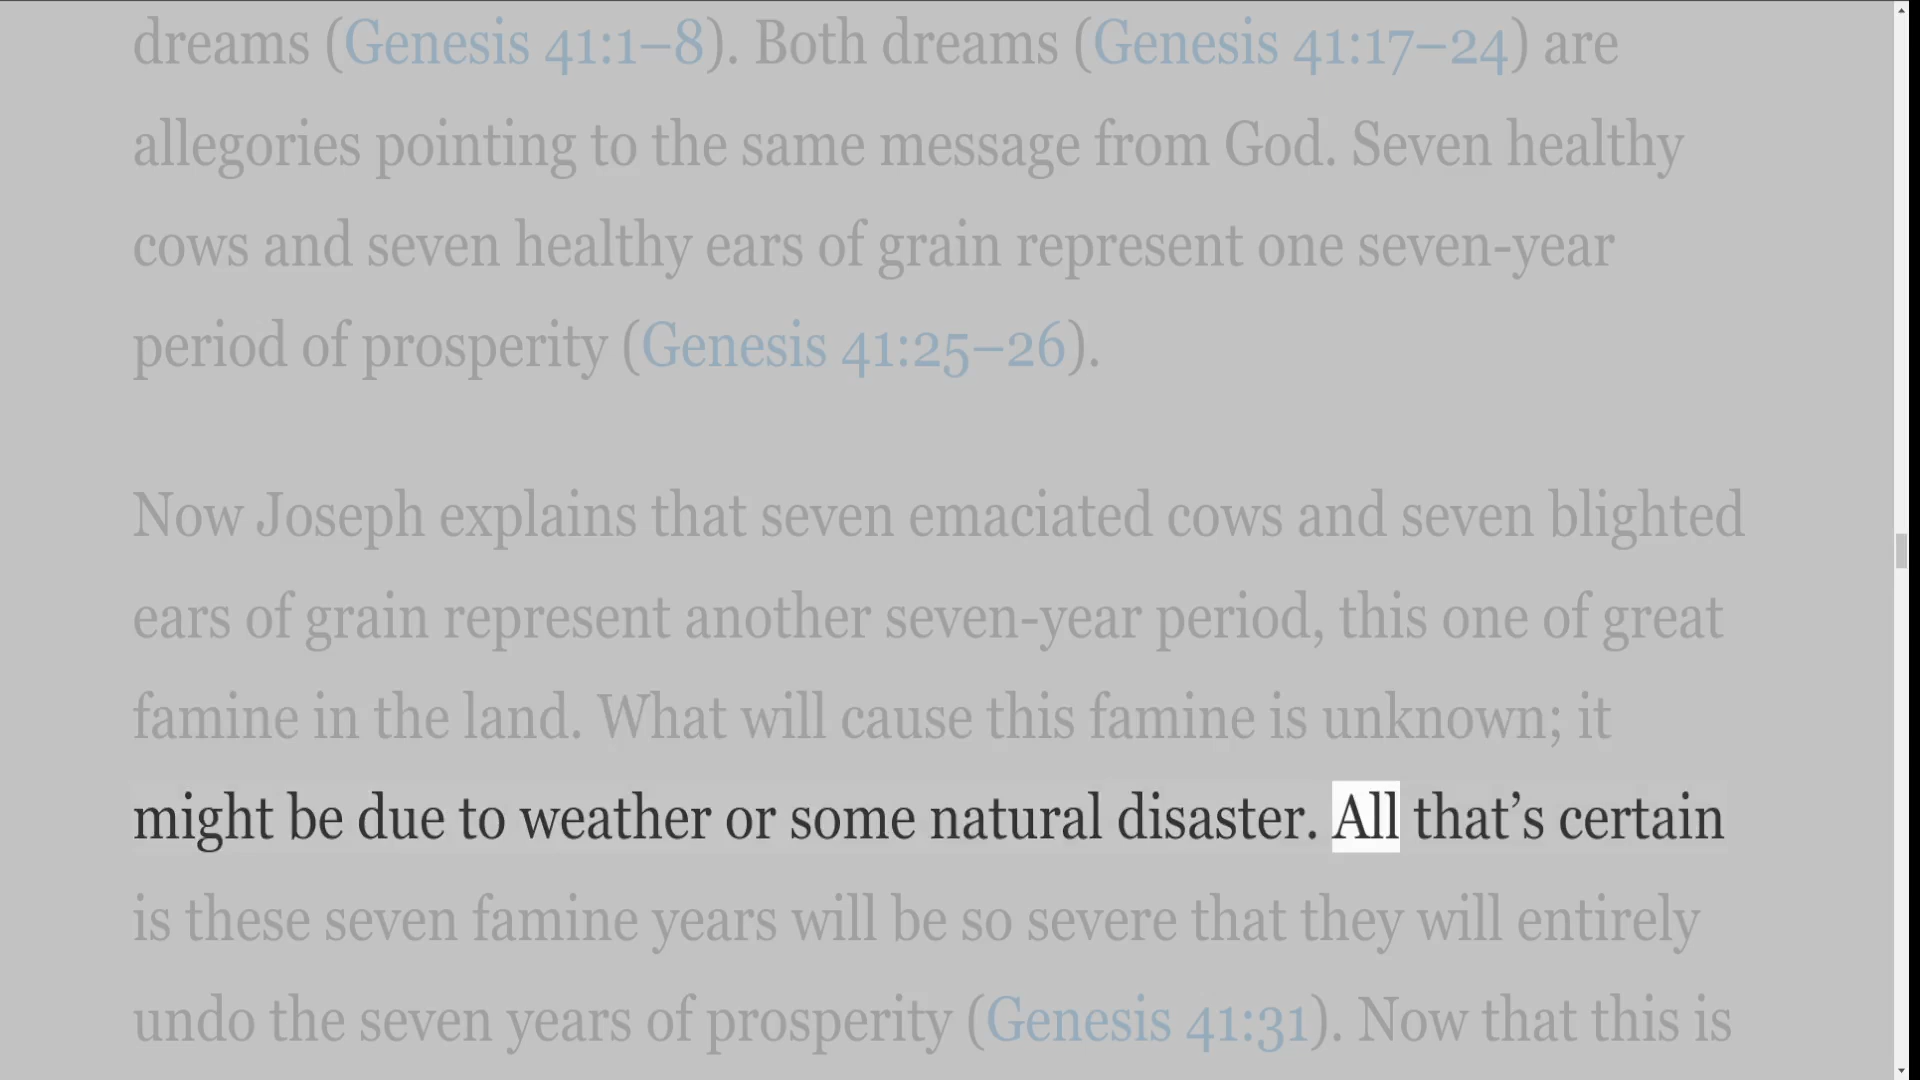 dreams (Genesis 41:1–8). Both dreams (Genesis 41:17–24) are
allegories pointing to the same message from God. Seven healthy
cows and seven healthy ears of grain represent one seven-year
period of prosperity (Genesis 41:25–26).
Now Joseph explains that seven emaciated cows and seven blighted
ears of grain represent another seven-year period, this one of great
famine in the land. What will cause this famine is unknown; it
might be due to weather or some natural disaster. All that’s certain
is these seven famine years will be so severe that they will entirely
undo the seven years of prosperity (Genesis 41:31). Now that this is